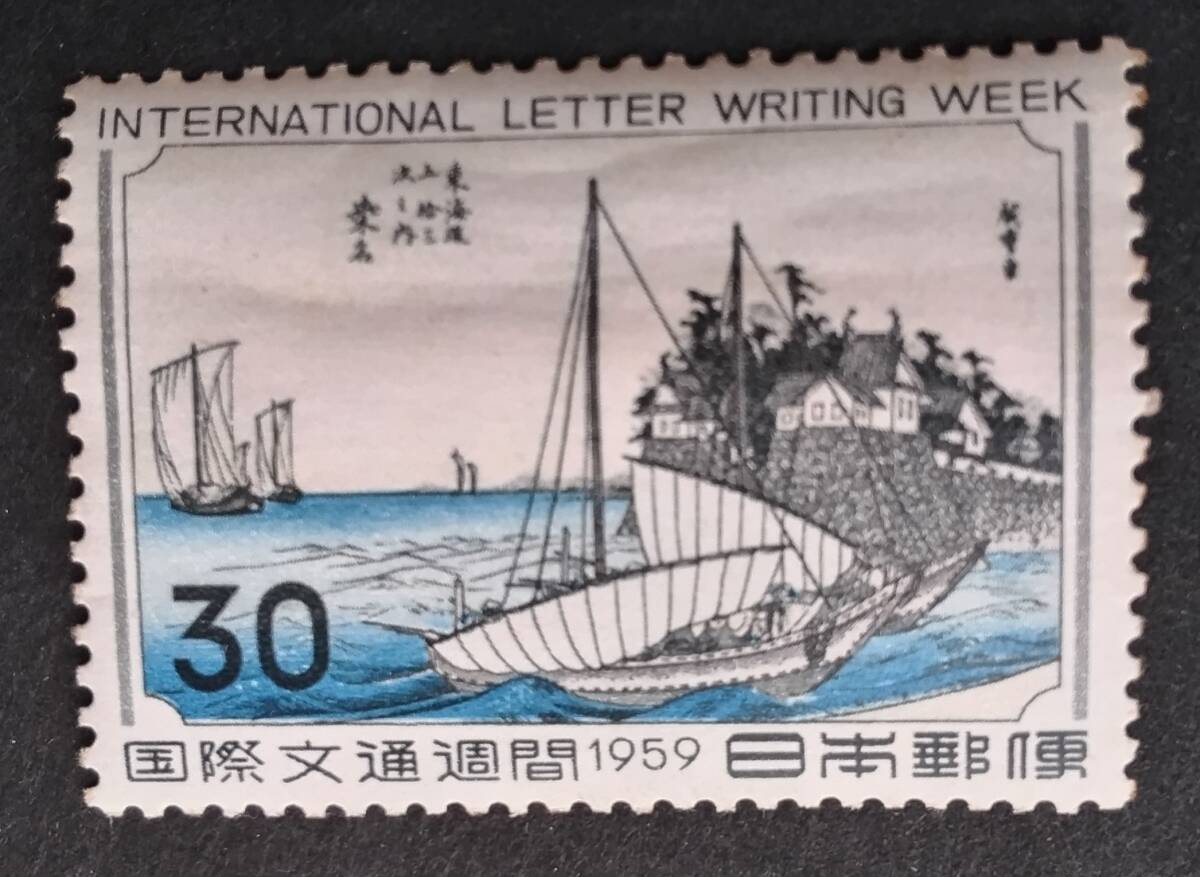 INTERNATIONAL LETTER WRITING WEEK
東海道
五拾三
次之内
桑名
30
国際文通週間1959 日本郵便